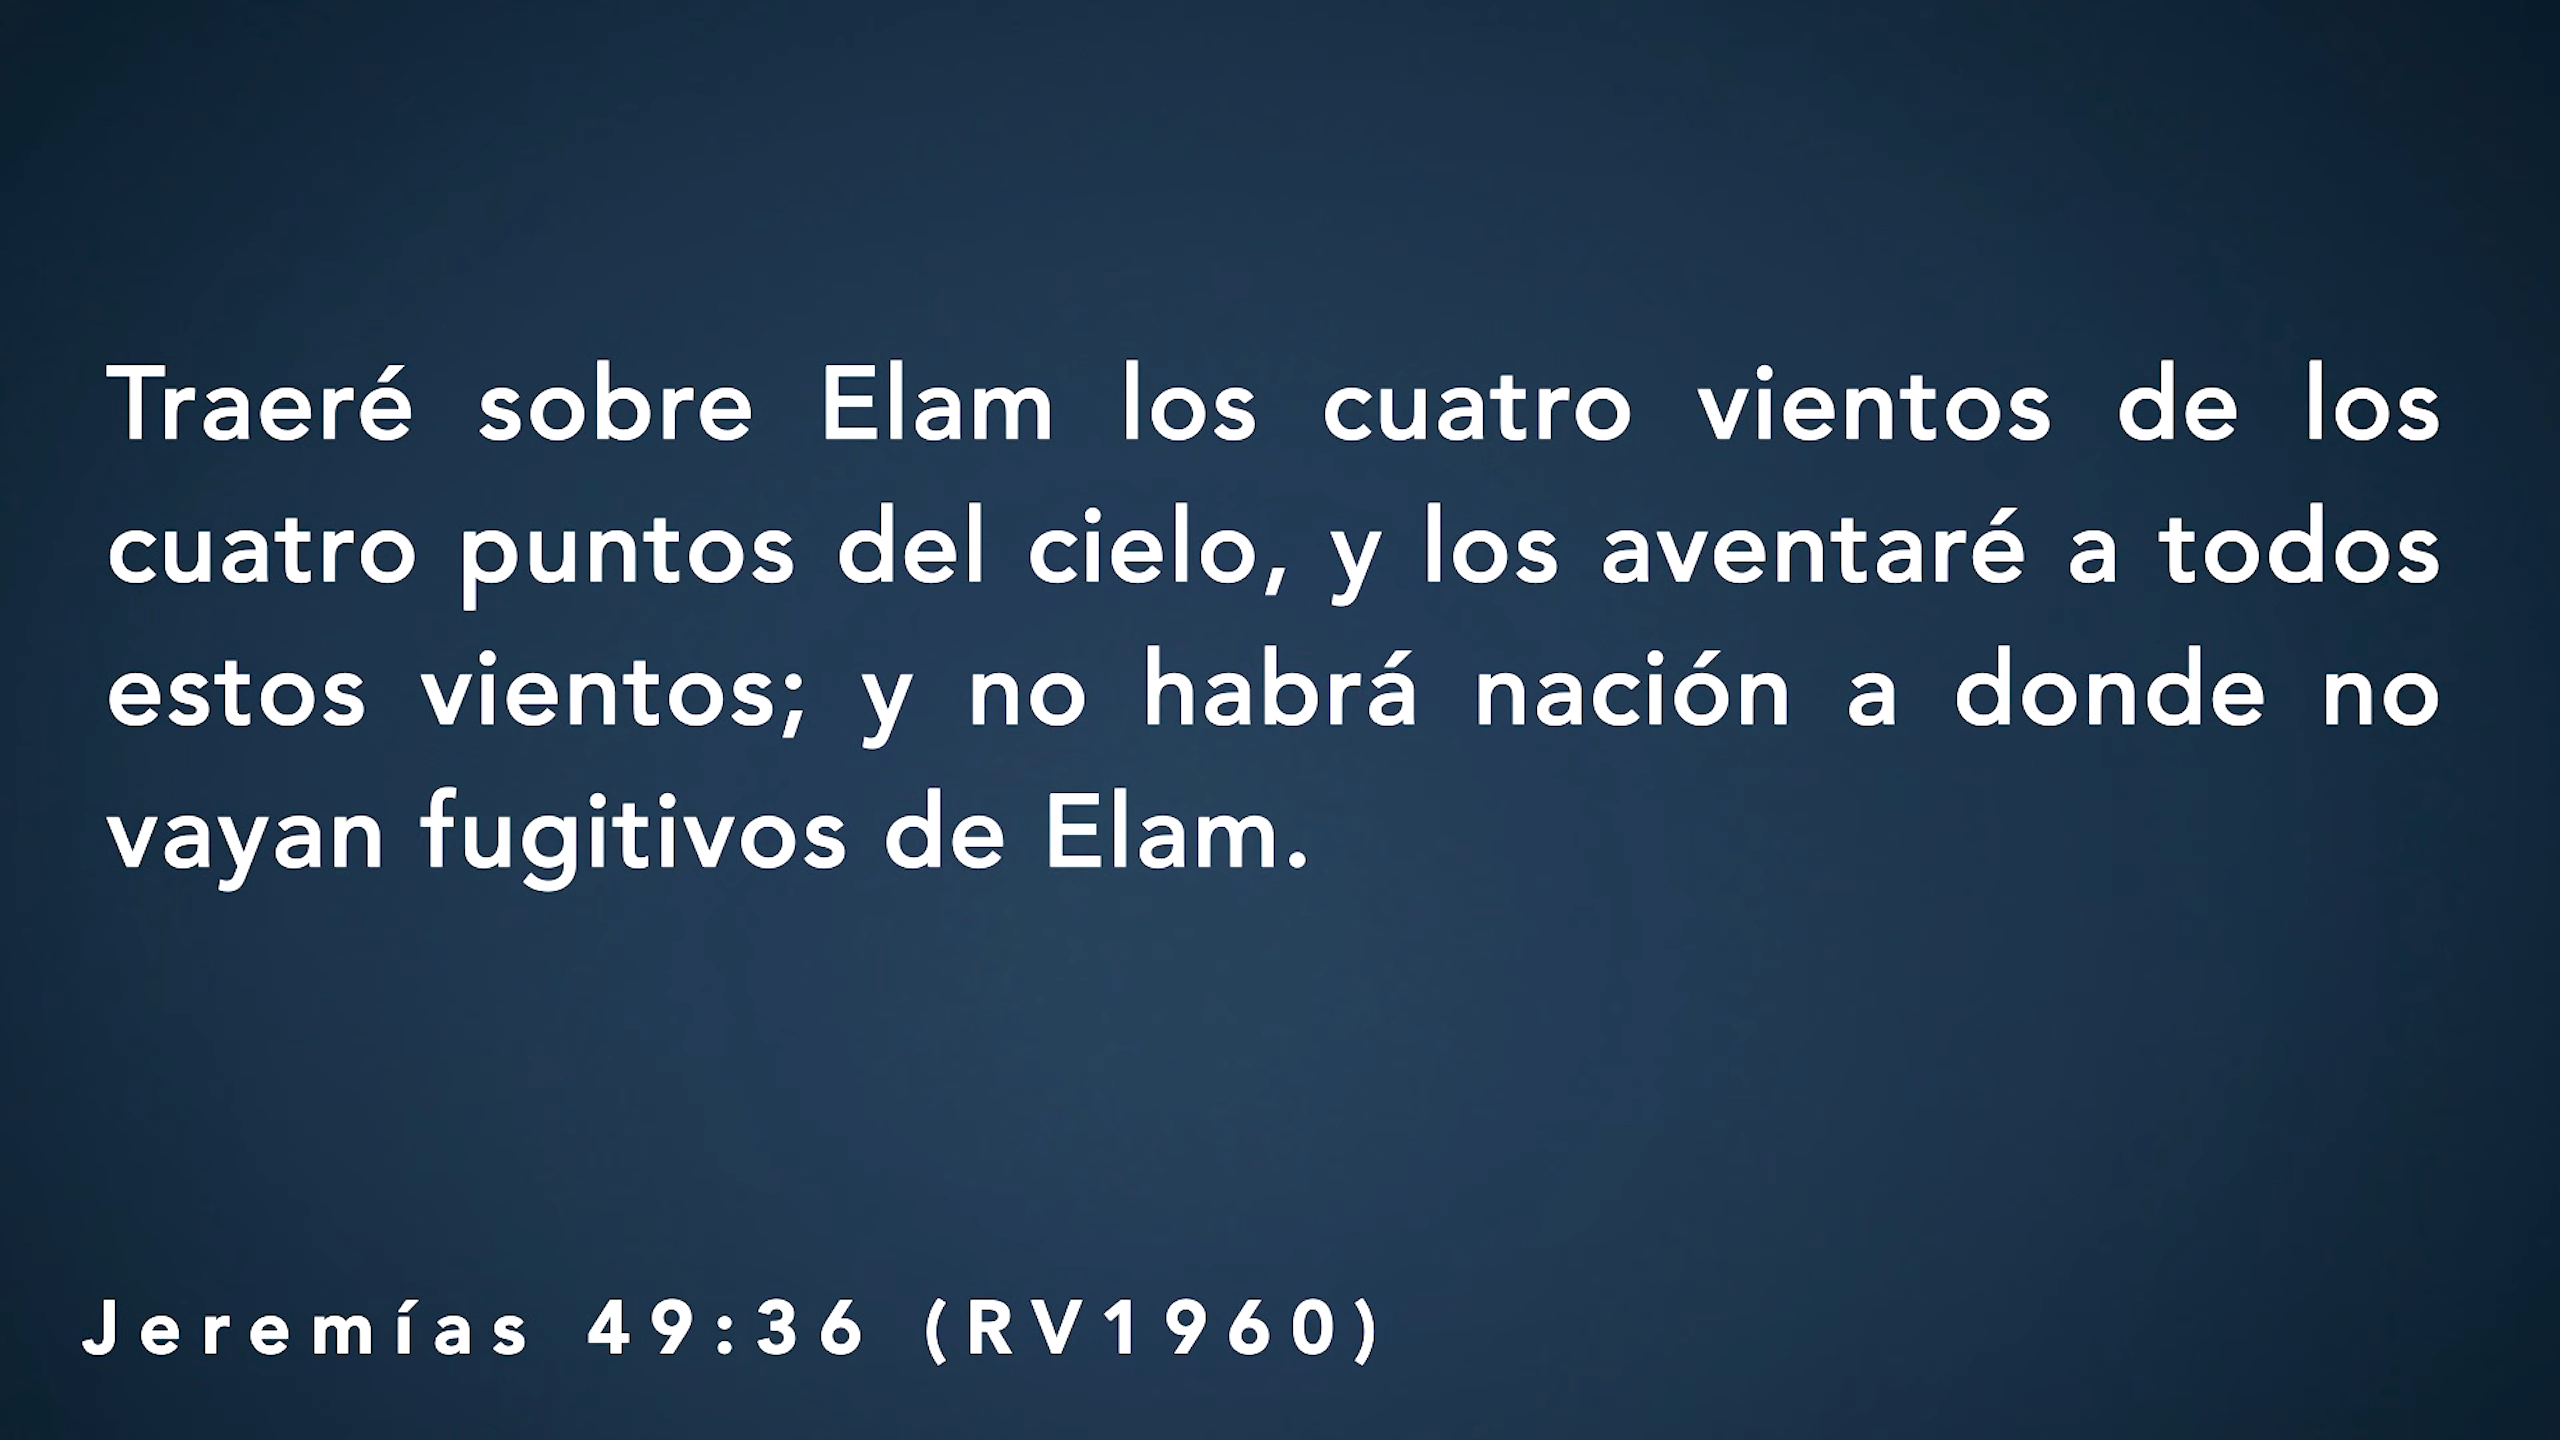 Traeré sobre Elam los cuatro vientos de los
cuatro puntos del cielo, y los aventaré a todos
estos vientos; y no habrá nación a donde no
vayan fugitivos de Elam.
Jeremías 49:36 (RV1960)